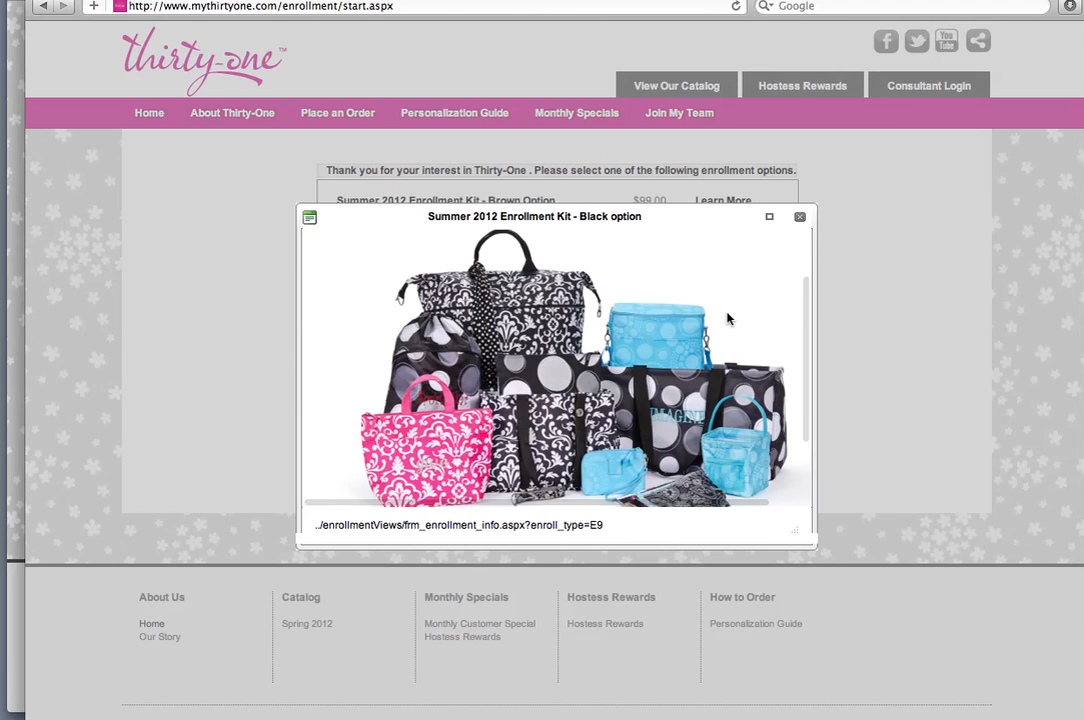 http://www.mythirtyone.com/enrollment/start.aspx
Google
thirty-one™
You
Tube
View Our Catalog
Hostess Rewards
Consultant Login
Home
About Thirty-One
Place an Order
Personalization Guide
Monthly Specials
Join My Team
Thank you for your interest in Thirty-One . Please select one of the following enrollment options.
Summer 2012 Enrollment Kit - Brown Option
$99.00
Learn More
Summer 2012 Enrollment Kit - Black option
IMAGINE
../enrollmentViews/frm_enrollment_info.aspx?enroll_type=E9
About Us
Home
Our Story
Catalog
Spring 2012
Monthly Specials
Monthly Customer Special
Hostess Rewards
Hostess Rewards
Hostess Rewards
How to Order
Personalization Guide